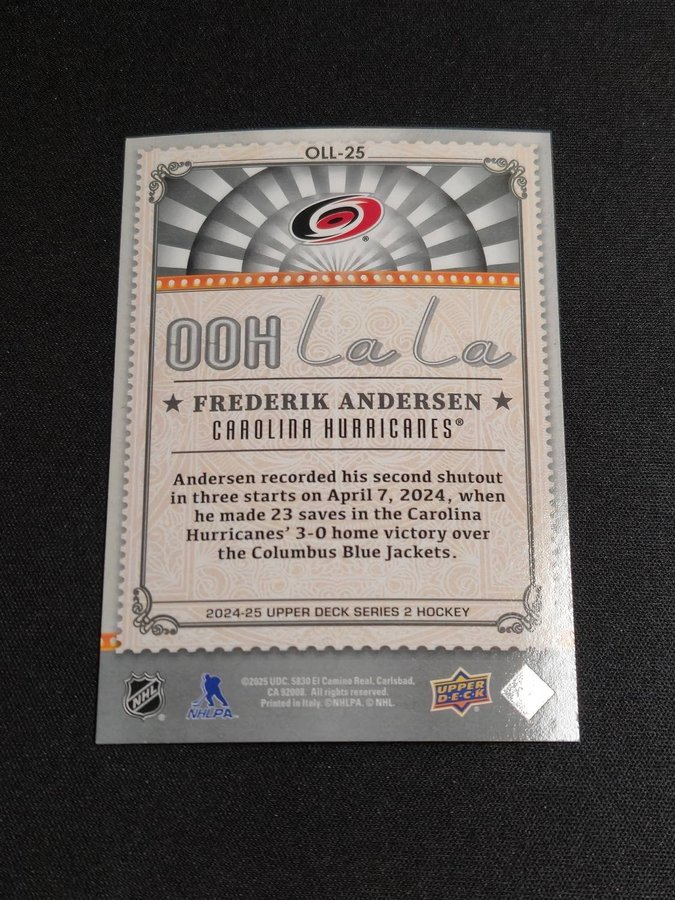 OLL-25
OOH La La
★ FREDERIK ANDERSEN ★
CAROLINA HURRICANES®
Andersen recorded his second shutout
in three starts on April 7, 2024, when
he made 23 saves in the Carolina
Hurricanes' 3-0 home victory over
the Columbus Blue Jackets.
2024-25 UPPER DECK SERIES 2 HOCKEY
NHL
NHLPA
©2025 UDC. 5830 El Camino Real, Carlsbad,
CA 92008. All rights reserved.
Printed in Italy. ©NHLPA. © NHL.
UPPER
D·E·C·K